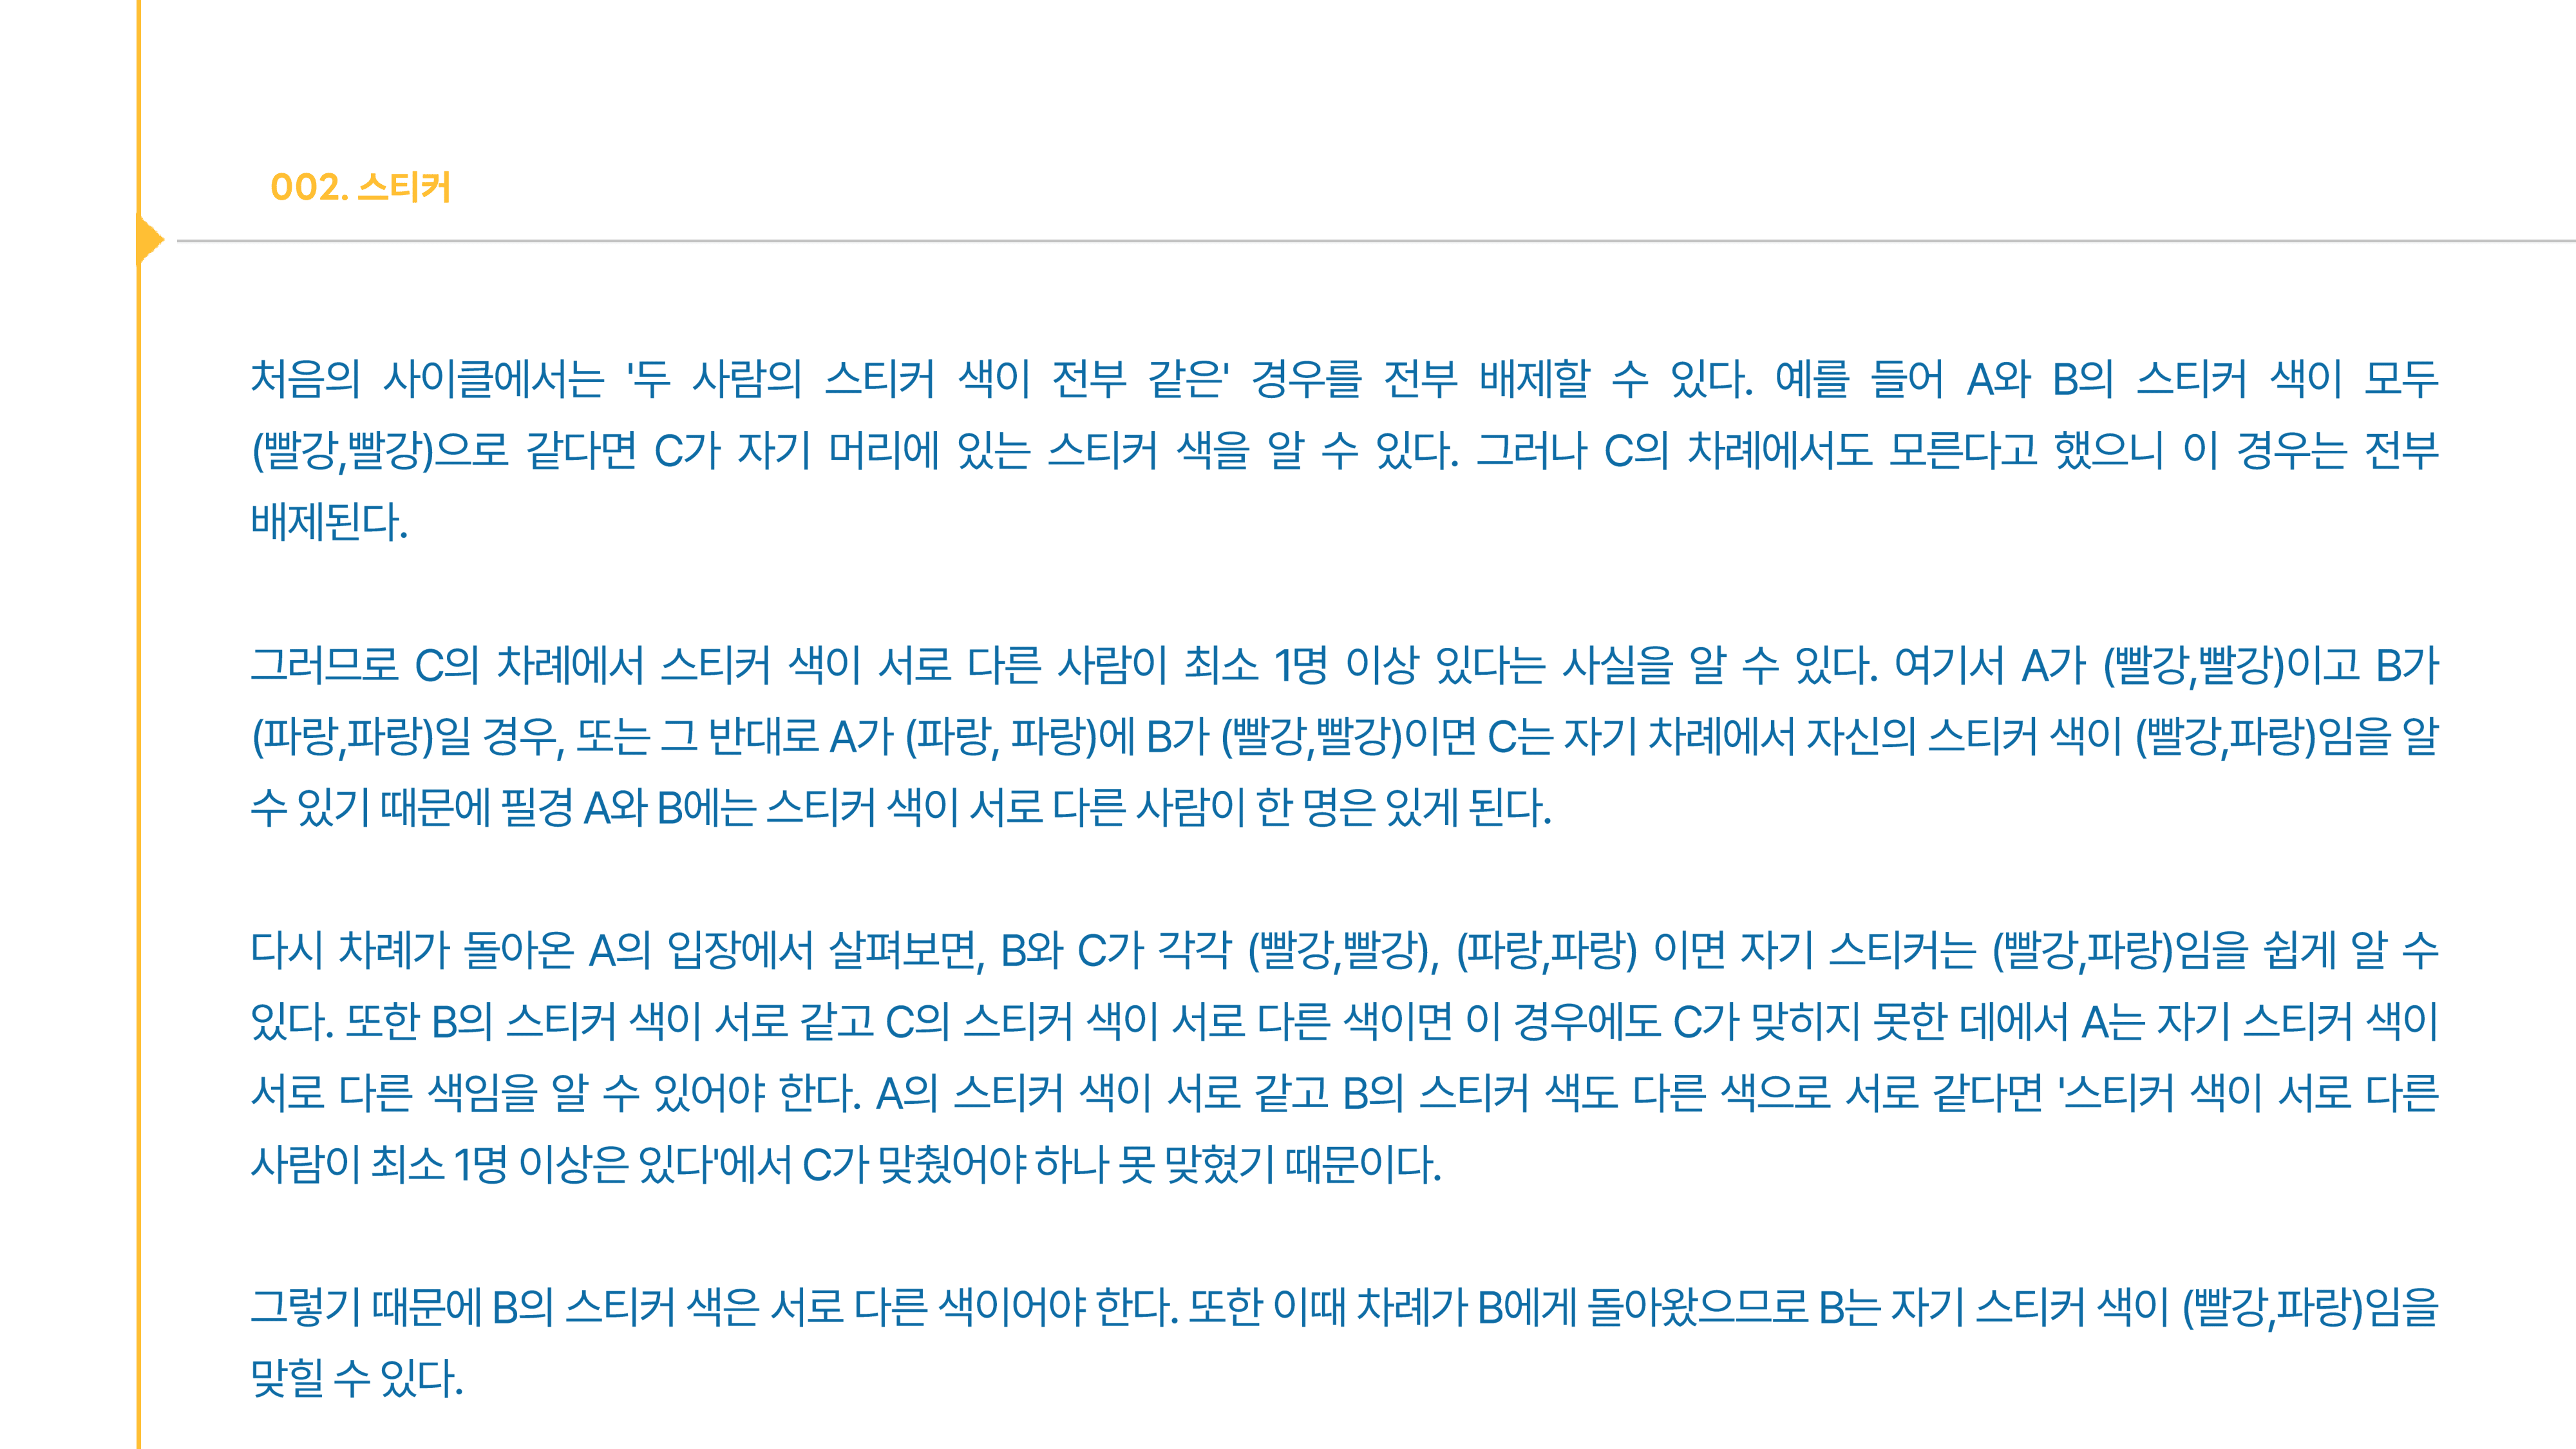 002. 스티커
처음의 사이클에서는 '두 사람의 스티커 색이 전부 같은' 경우를 전부 배제할 수 있다. 예를 들어 A와 B의 스티커 색이 모두
(빨강,빨강)으로 같다면 C가 자기 머리에 있는 스티커 색을 알 수 있다. 그러나 C의 차례에서도 모른다고 했으니 이 경우는 전부
배제된다.
그러므로 C의 차례에서 스티커 색이 서로 다른 사람이 최소 1명 이상 있다는 사실을 알 수 있다. 여기서 A가 (빨강,빨강)이고 B가
(파랑,파랑)일 경우, 또는 그 반대로 A가 (파랑, 파랑)에 B가 (빨강,빨강)이면 C는 자기 차례에서 자신의 스티커 색이 (빨강,파랑)임을 알
수 있기 때문에 필경 A와 B에는 스티커 색이 서로 다른 사람이 한 명은 있게 된다.
다시 차례가 돌아온 A의 입장에서 살펴보면, B와 C가 각각 (빨강,빨강), (파랑,파랑) 이면 자기 스티커는 (빨강,파랑)임을 쉽게 알 수
있다. 또한 B의 스티커 색이 서로 같고 C의 스티커 색이 서로 다른 색이면 이 경우에도 C가 맞히지 못한 데에서 A는 자기 스티커 색이
서로 다른 색임을 알 수 있어야 한다. A의 스티커 색이 서로 같고 B의 스티커 색도 다른 색으로 서로 같다면 '스티커 색이 서로 다른
사람이 최소 1명 이상은 있다'에서 C가 맞췄어야 하나 못 맞혔기 때문이다.
그렇기 때문에 B의 스티커 색은 서로 다른 색이어야 한다. 또한 이때 차례가 B에게 돌아왔으므로 B는 자기 스티커 색이 (빨강,파랑)임을
맞힐 수 있다.